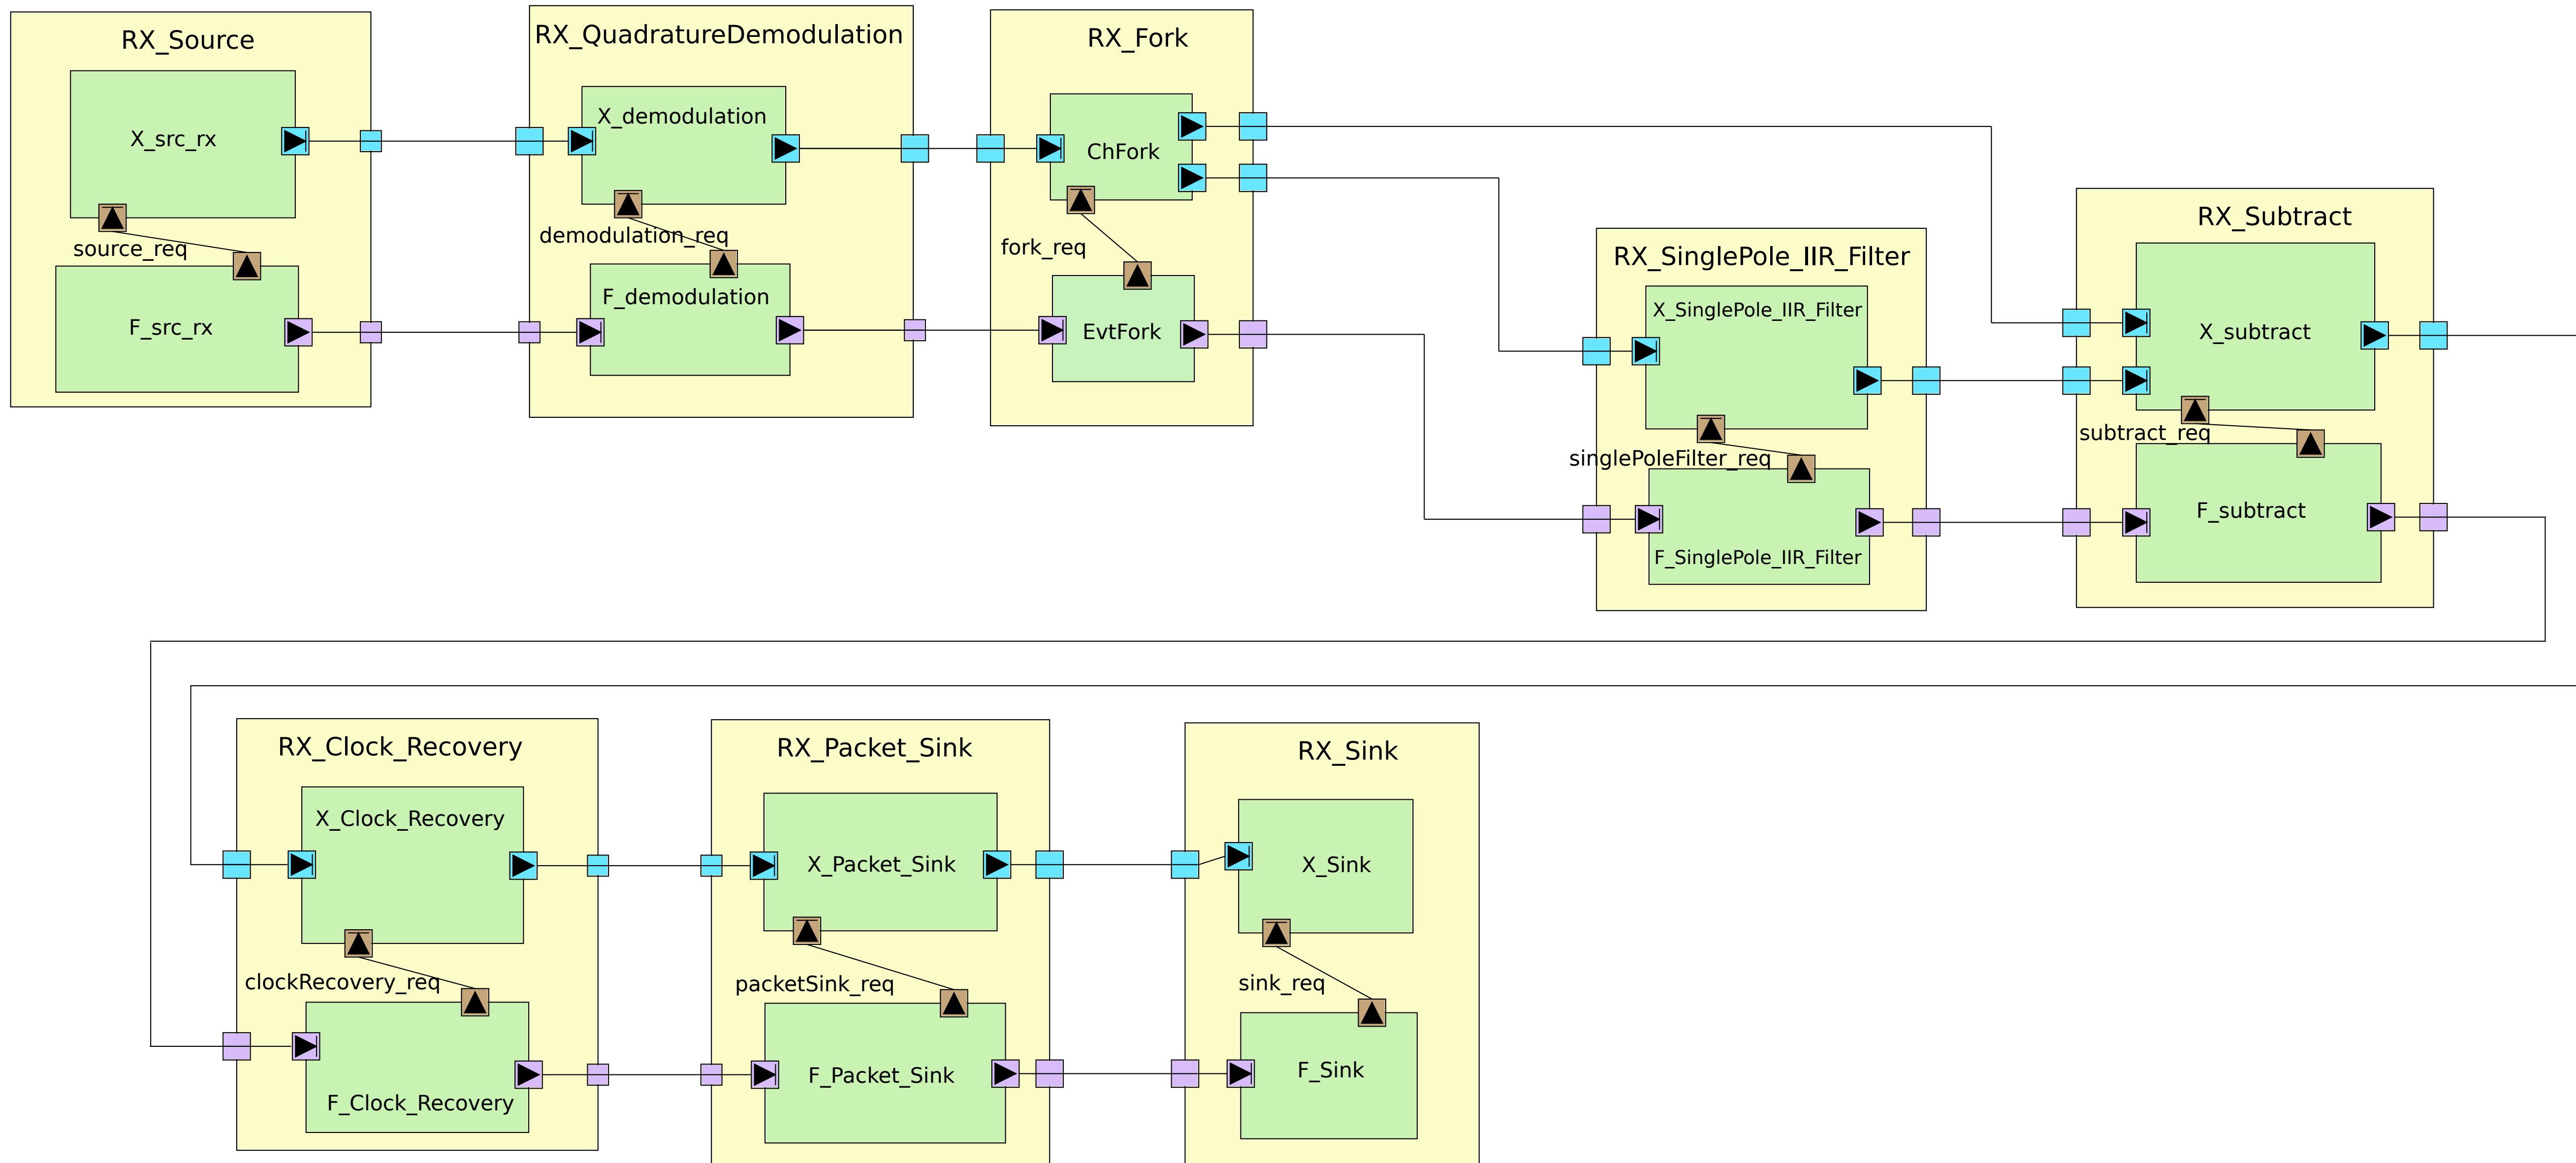 RX_Source
X_src_rx
source_req
F_src_rx
RX_QuadratureDemodulation
X_demodulation
demodulation_req
F_demodulation
RX_Fork
ChFork
fork_req
EvtFork
RX_SinglePole_IIR_Filter
X_SinglePole_IIR_Filter
singlePoleFilter_req
F_SinglePole_IIR_Filter
RX_Subtract
X_subtract
subtract_req
F_subtract
RX_Clock_Recovery
X_Clock_Recovery
clockRecovery_req
F_Clock_Recovery
RX_Packet_Sink
X_Packet_Sink
packetSink_req
F_Packet_Sink
RX_Sink
X_Sink
sink_req
F_Sink